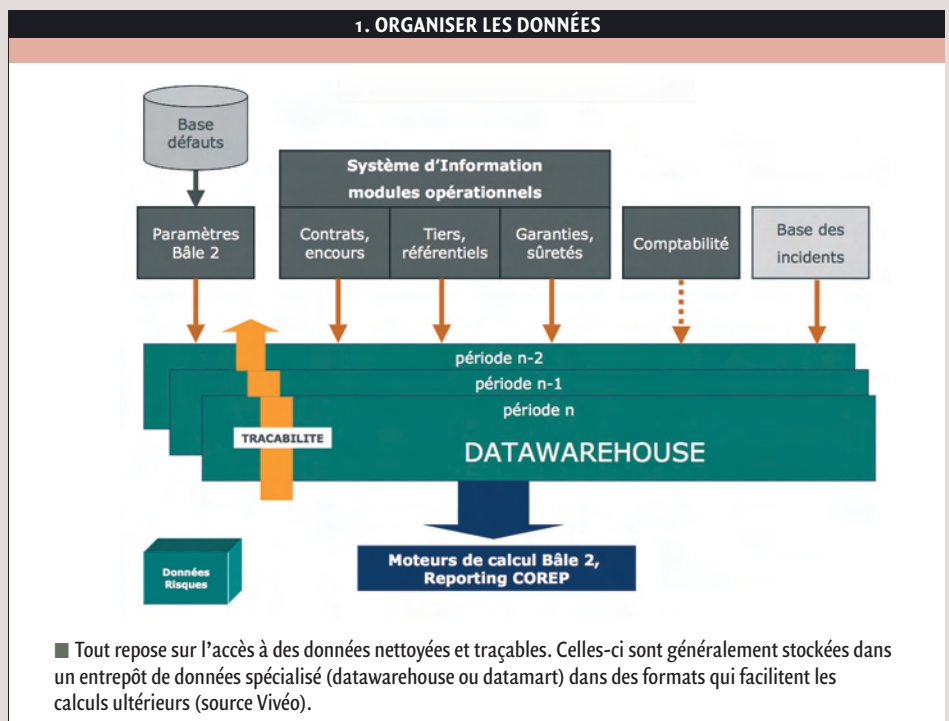 1. ORGANISER LES DONNÉES
Base
défauts
Système d'Information
modules opérationnels
Paramètres
Bâle 2
Contrats,
encours
Tiers,
référentiels
Garanties,
sûretés
Comptabilité
Base des
incidents
période n-2
période n-1
période n
TRACABILITE
DATAWAREHOUSE
Moteurs de calcul Bâle 2,
Reporting COREP
Données
Risques
■ Tout repose sur l'accès à des données nettoyées et traçables. Celles-ci sont généralement stockées dans
un entrepôt de données spécialisé (datawarehouse ou datamart) dans des formats qui facilitent les
calculs ultérieurs (source Vivéo).